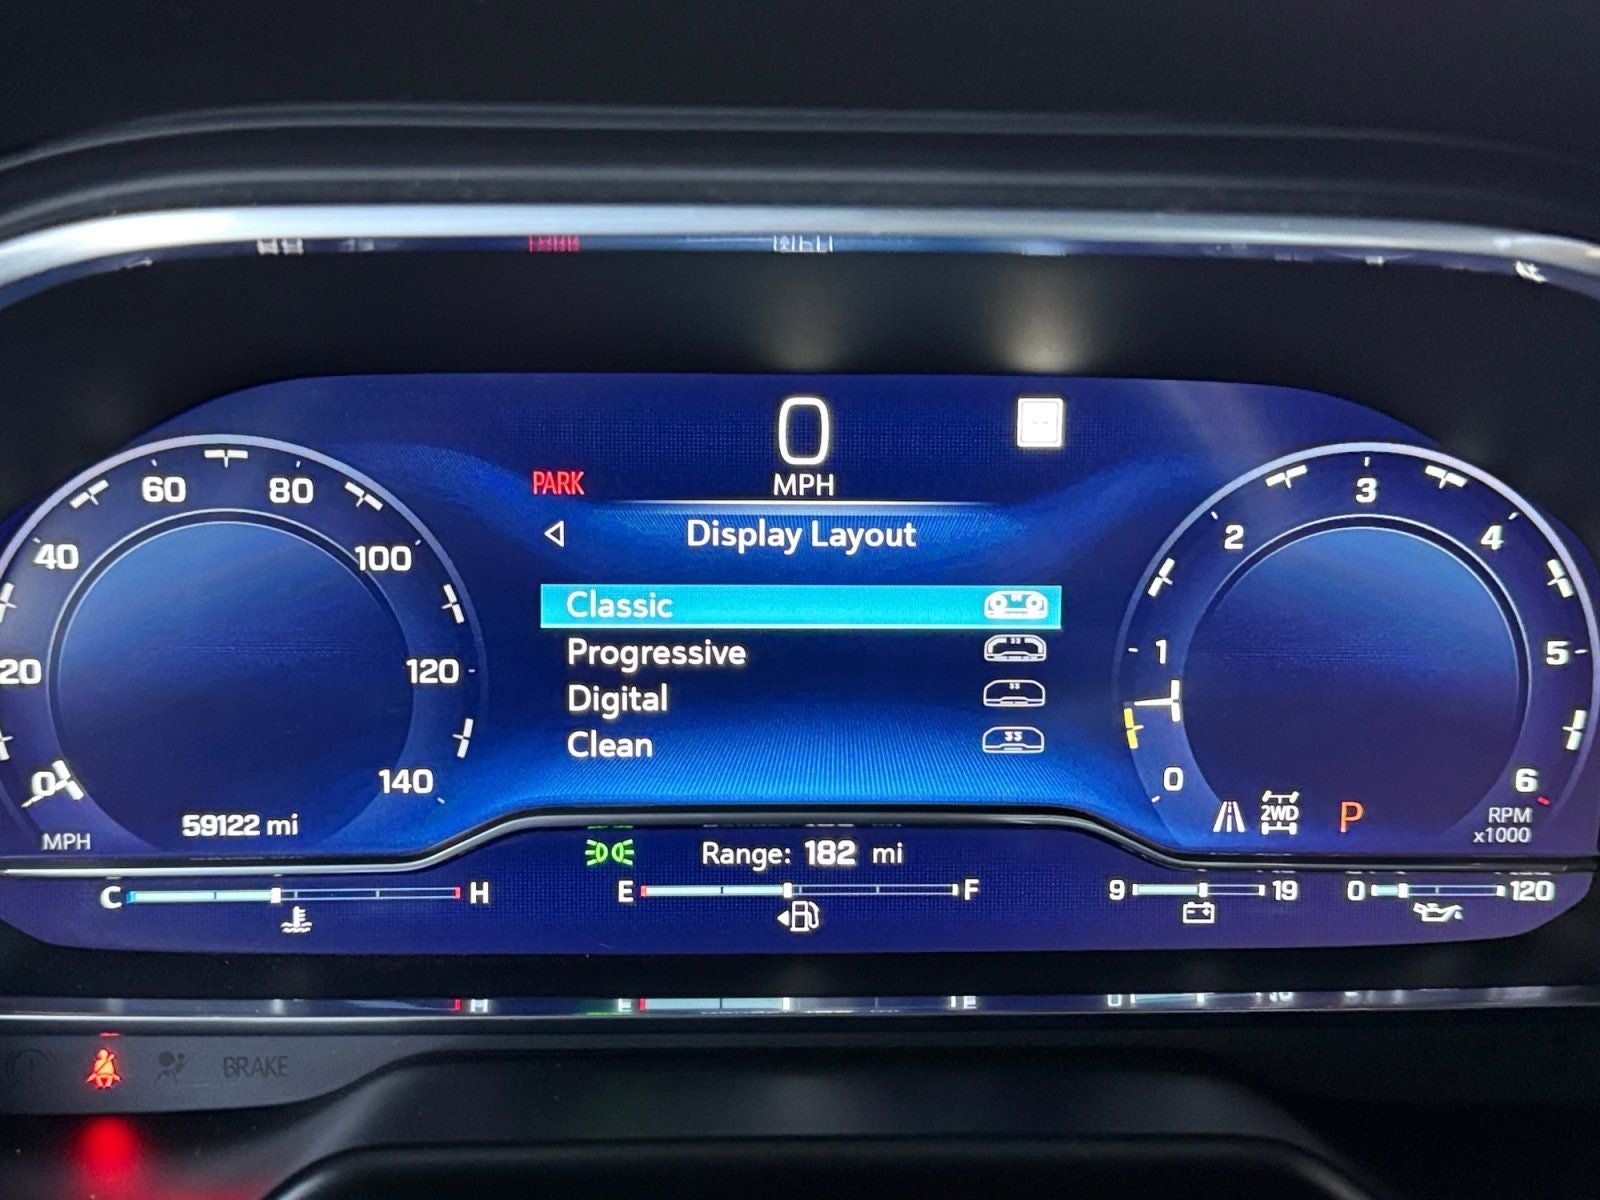 0
MPH
PARK
Display Layout
Classic
Progressive
Digital
Clean
0 20 40 60 80 100 120 140
MPH
59122 mi
0 1 2 3 4 5 6
RPM
x1000
2WD
P
Range: 182 mi
C H
E F
9 19
0 120
BRAKE